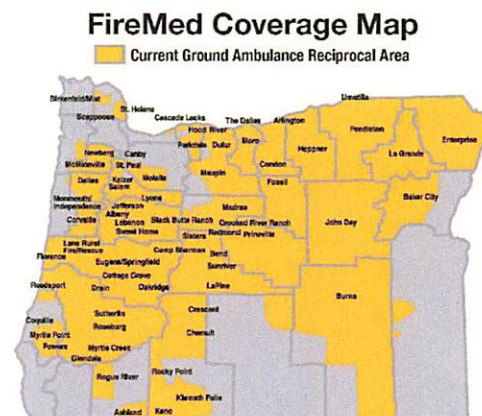 FireMed Coverage Map
Current Ground Ambulance Reciprocal Area
Umatilla
Birkenfeld/Mist
St. Helens
Scappoose
Cascade Locks
The Dalles
Arlington
Hood River
Pendleton
Enterprise
Newberg
Canby
Parkdale
Dufur
Moro
Heppner
La Grande
McMinnville
St. Paul
Condon
Dallas
Keizer
Molalla
Maupin
Fossil
Salem
Baker City
Monmouth/
Independence
Jefferson
Lyons
Madras
Albany
Corvallis
Lebanon
Black Butte Ranch
Crooked River Ranch
John Day
Sweet Home
Sisters
Redmond
Prineville
Lane Rural
Fire/Rescue
Camp Sherman
Bend
Florence
Eugene/Springfield
Sunriver
Cottage Grove
Reedsport
Drain
Oakridge
LaPine
Burns
Crescent
Coquille
Sutherlin
Roseburg
Chemult
Myrtle Point
Powers
Myrtle Creek
Glendale
Rogue River
Rocky Point
Klamath Falls
Ashland
Keno